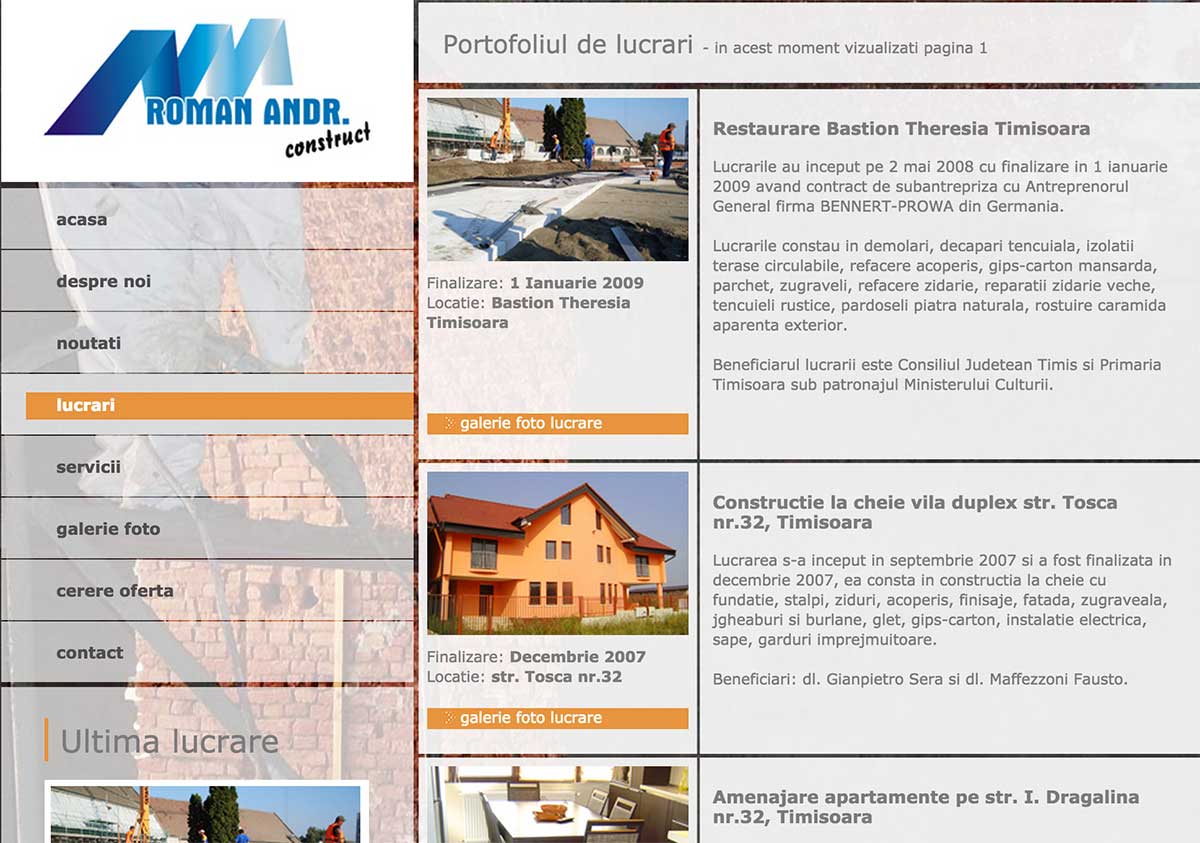 ROMAN ANDR.
construct
acasa
despre noi
noutati
lucrari
servicii
galerie foto
cerere oferta
contact
Ultima lucrare
Portofoliul de lucrari - in acest moment vizualizati pagina 1
Finalizare: 1 Ianuarie 2009
Locatie: Bastion Theresia
Timisoara
galerie foto lucrare
Restaurare Bastion Theresia Timisoara
Lucrarile au inceput pe 2 mai 2008 cu finalizare in 1 ianuarie
2009 avand contract de subantrepriza cu Antreprenorul
General firma BENNERT-PROWA din Germania.
Lucrarile constau in demolari, decapari tencuiala, izolatii
terase circulabile, refacere acoperis, gips-carton mansarda,
parchet, zugraveli, refacere zidarie, reparatii zidarie veche,
tencuieli rustice, pardoseli piatra naturala, rostuire caramida
aparenta exterior.
Beneficiarul lucrarii este Consiliul Judetean Timis si Primaria
Timisoara sub patronajul Ministerului Culturii.
Finalizare: Decembrie 2007
Locatie: str. Tosca nr.32
galerie foto lucrare
Constructie la cheie vila duplex str. Tosca
nr.32, Timisoara
Lucrarea s-a inceput in septembrie 2007 si a fost finalizata in
decembrie 2007, ea consta in constructia la cheie cu
fundatie, stalpi, ziduri, acoperis, finisaje, fatada, zugraveala,
jgheaburi si burlane, glet, gips-carton, instalatie electrica,
sape, garduri imprejmuitoare.
Beneficiari: dl. Gianpietro Sera si dl. Maffezzoni Fausto.
Amenajare apartamente pe str. I. Dragalina
nr.32, Timisoara